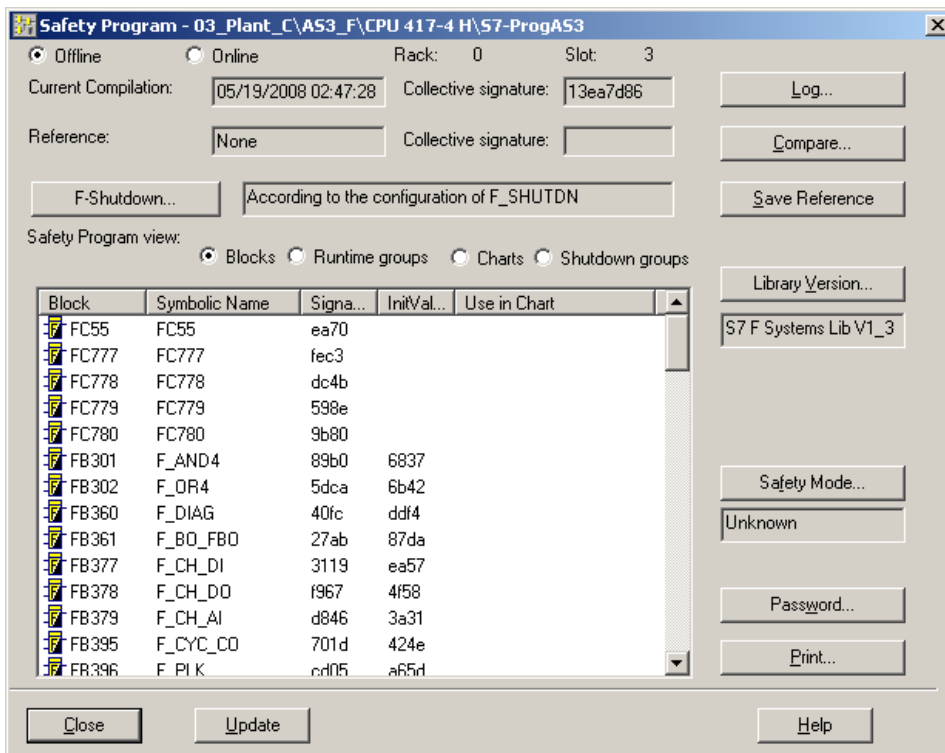 Safety Program - 03_Plant_C\AS3_F\CPU 417-4 H\S7-ProgAS3
Offline Online Rack: 0 Slot: 3
Current Compilation: 05/19/2008 02:47:28 Collective signature: 13ea7d86 Log...
Reference: None Collective signature: Compare...
F-Shutdown... According to the configuration of F_SHUTDN Save Reference
Safety Program view:
Blocks Runtime groups Charts Shutdown groups
Library Version...
S7 F Systems Lib V1_3
Block Symbolic Name Signa... InitVal... Use in Chart
FC55 FC55 ea70
FC777 FC777 fec3
FC778 FC778 dc4b
FC779 FC779 598e
FC780 FC780 9b80
FB301 F_AND4 89b0 6837
FB302 F_OR4 5dca 6b42
FB360 F_DIAG 40fc ddf4
FB361 F_BO_FBO 27ab 87da
FB377 F_CH_DI 3119 ea57
FB378 F_CH_DO f967 4f58
FB379 F_CH_AI d846 3a31
FB395 F_CYC_CO 701d 424e
FB396 F_PLK cd05 a65d
Safety Mode...
Unknown
Password...
Print...
Close Update Help